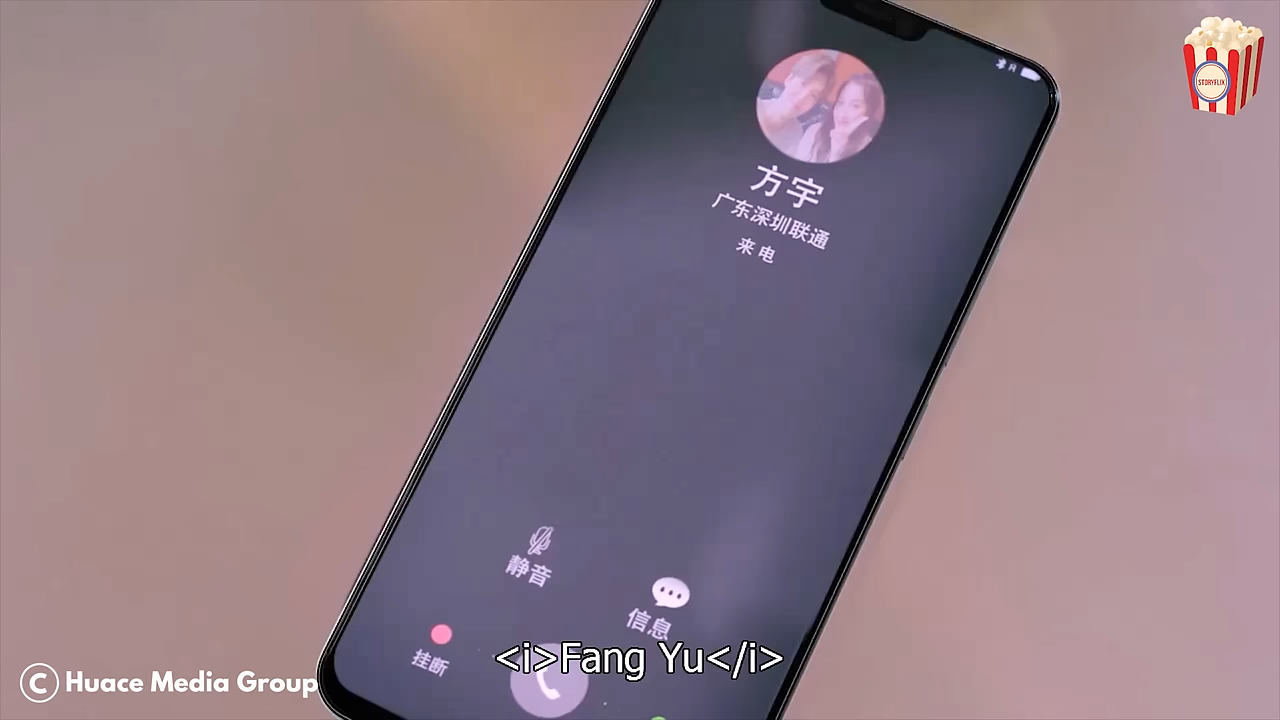 STORYFLIX
方宇
广东深圳联通
来电
静音
信息
挂断
<i>Fang Yu</i>
© Huace Media Group